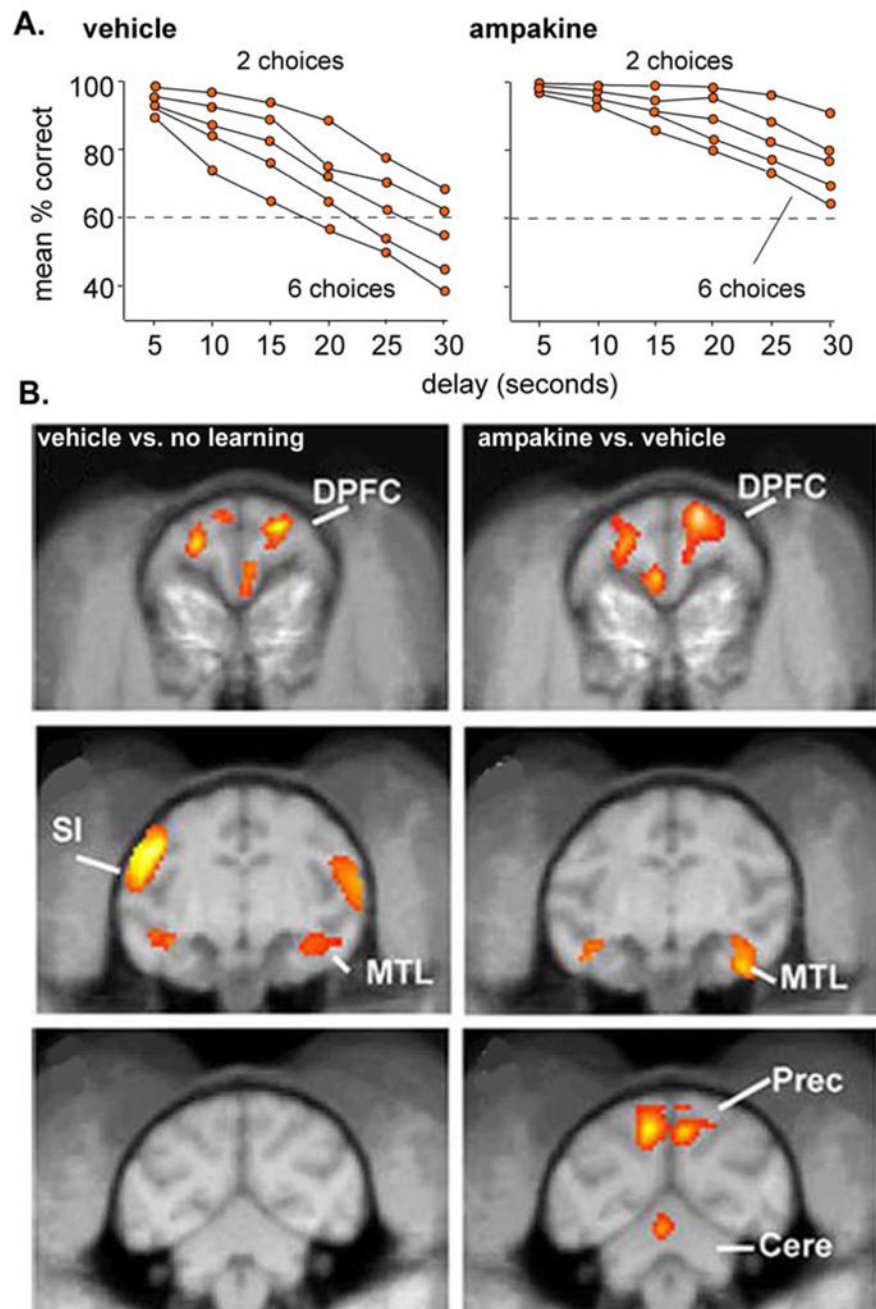 A. vehicle ampakine
2 choices 2 choices
mean % correct
100
80
60
40
6 choices 6 choices
5 10 15 20 25 30 5 10 15 20 25 30
delay (seconds)
B.
vehicle vs. no learning ampakine vs. vehicle
DPFC DPFC
SI
MTL MTL
Prec
Cere